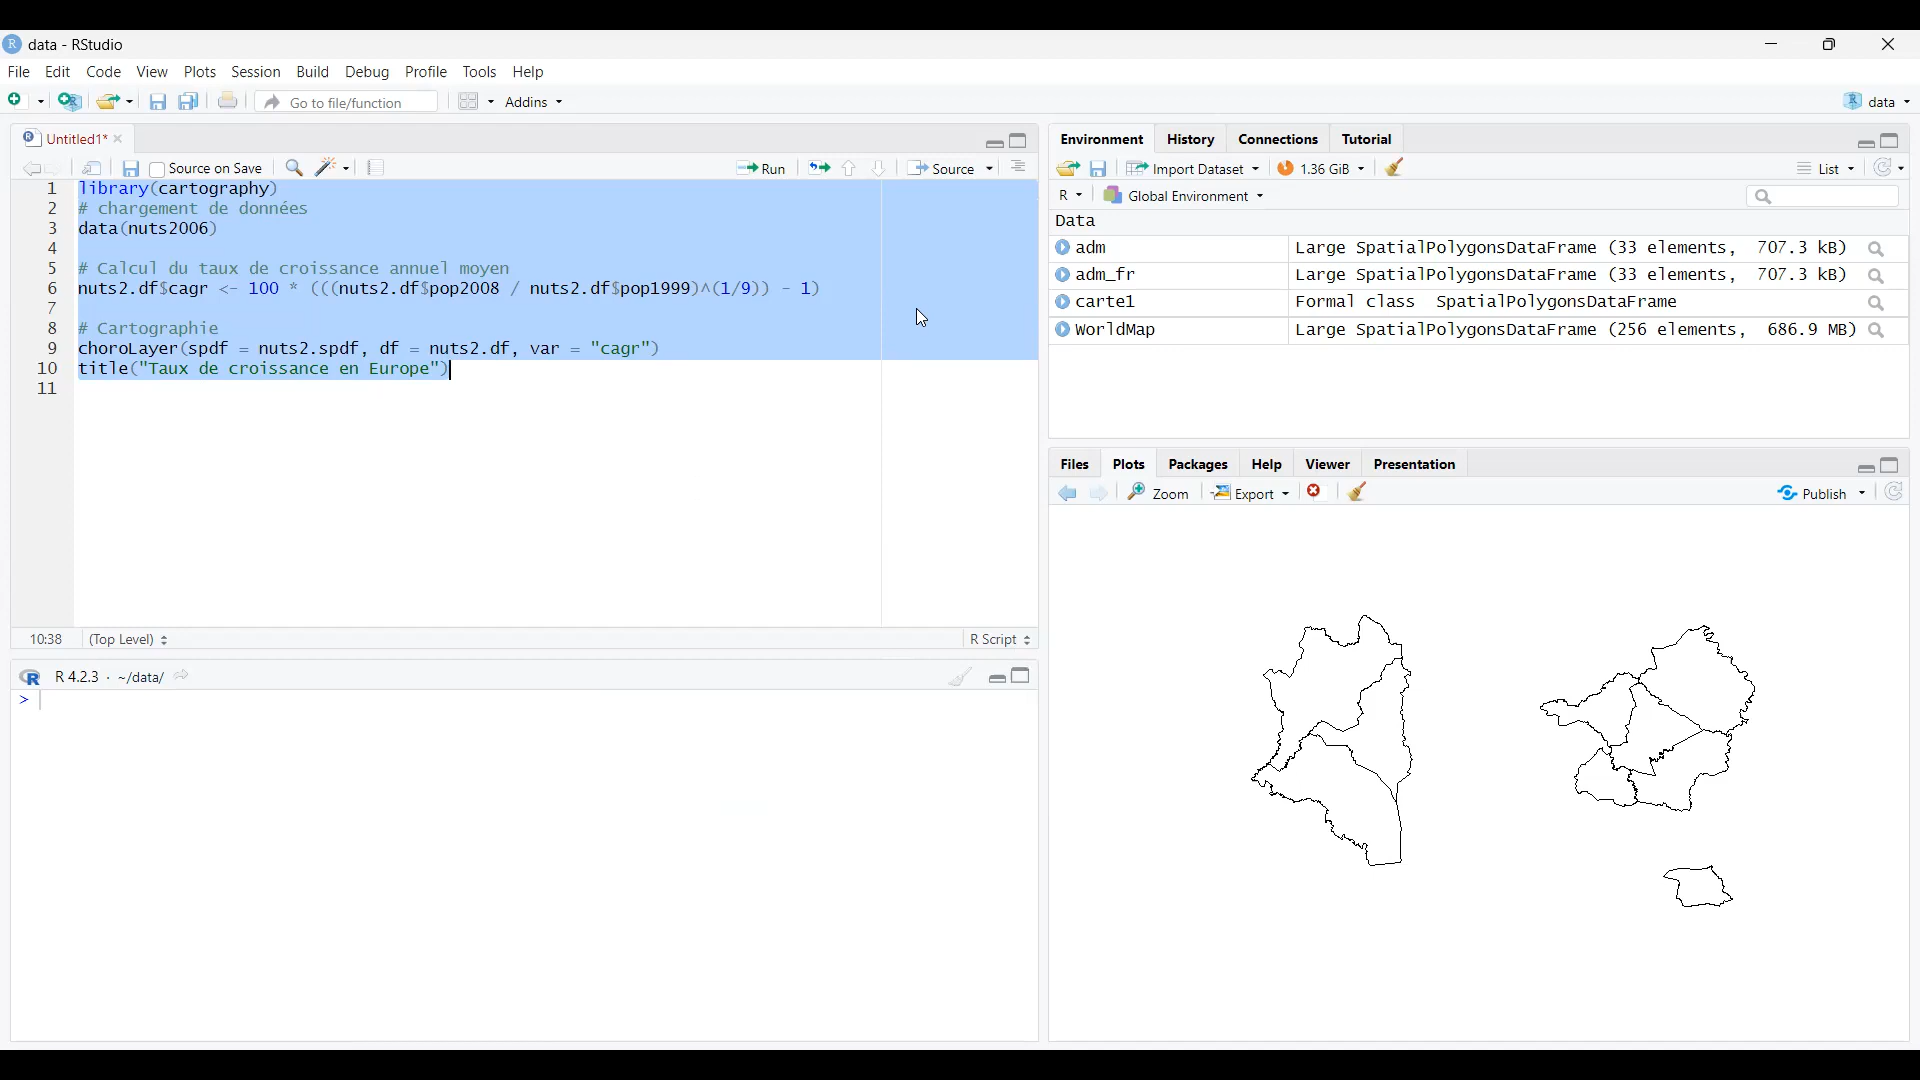 data - RStudio
File Edit Code View Plots Session Build Debug Profile Tools Help
Go to file/function Addins data
Untitled1*
Source on Save Run Source
1 library(cartography)
2 # chargement de données
3 data(nuts2006)
4
5 # Calcul du taux de croissance annuel moyen
6 nuts2.df$cagr <- 100 * (((nuts2.df$pop2008 / nuts2.df$pop1999)^(1/9)) - 1)
7
8 # Cartographie
9 choroLayer(spdf = nuts2.spdf, df = nuts2.df, var = "cagr")
10 title("Taux de croissance en Europe")
11
10:38 (Top Level) R Script
R 4.2.3 · ~/data/
>
Environment History Connections Tutorial
Import Dataset 1.36 GiB List
R Global Environment
Data
adm Large SpatialPolygonsDataFrame (33 elements, 707.3 kB)
adm_fr Large SpatialPolygonsDataFrame (33 elements, 707.3 kB)
carte1 Formal class SpatialPolygonsDataFrame
WorldMap Large SpatialPolygonsDataFrame (256 elements, 686.9 MB)
Files Plots Packages Help Viewer Presentation
Zoom Export Publish